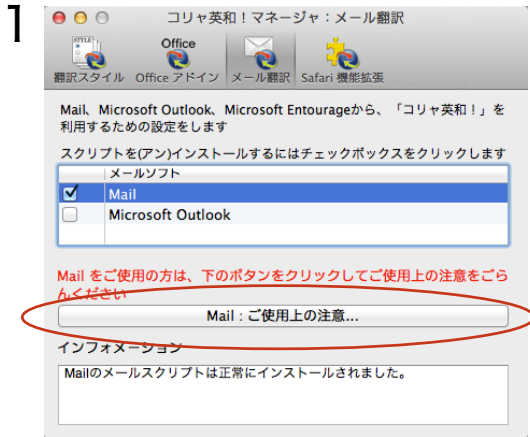 1
コリャ英和！マネージャ：メール翻訳
STYLE
Office
翻訳スタイル Office アドイン メール翻訳 Safari 機能拡張
Mail、Microsoft Outlook、Microsoft Entourageから、「コリャ英和！」を
利用するための設定をします
スクリプトを(アン)インストールするにはチェックボックスをクリックします
メールソフト
Mail
Microsoft Outlook
Mail をご使用の方は、下のボタンをクリックしてご使用上の注意をごら
んください
Mail : ご使用上の注意...
インフォメーション
Mailのメールスクリプトは正常にインストールされました。